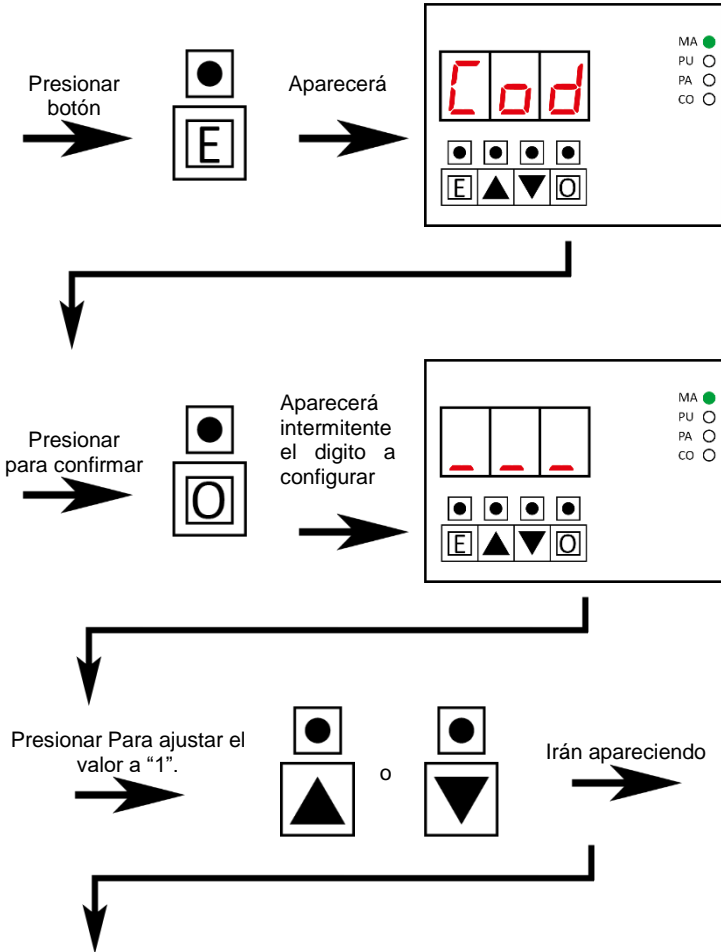 Presionar
botón
E
Aparecerá
Cod
MA
PU
PA
CO
E
O
Presionar
para confirmar
O
Aparecerá
intermitente
el digito a
configurar
_ _ _
MA
PU
PA
CO
E
O
Presionar Para ajustar el
valor a “1”.
o
Irán apareciendo